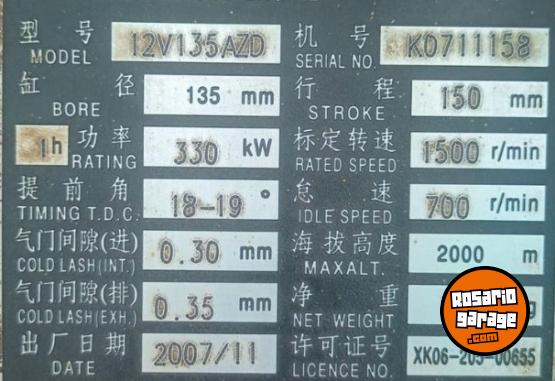 型号 MODEL 12V135AZD
机号 SERIAL NO. K0711158
缸径 BORE 135 mm
行程 STROKE 150 mm
1h 功率 RATING 330 kW
标定转速 RATED SPEED 1500 r/min
提前角 TIMING T.D.C. 18-19 °
怠速 IDLE SPEED 700 r/min
气门间隙(进) COLD LASH(INT.) 0.30 mm
海拔高度 MAXALT. 2000 m
气门间隙(排) COLD LASH(EXH.) 0.35 mm
净重 NET WEIGHT
出厂日期 DATE 2007/11
许可证号 LICENCE NO. XK06-205-00655
Rosario
garage
.com